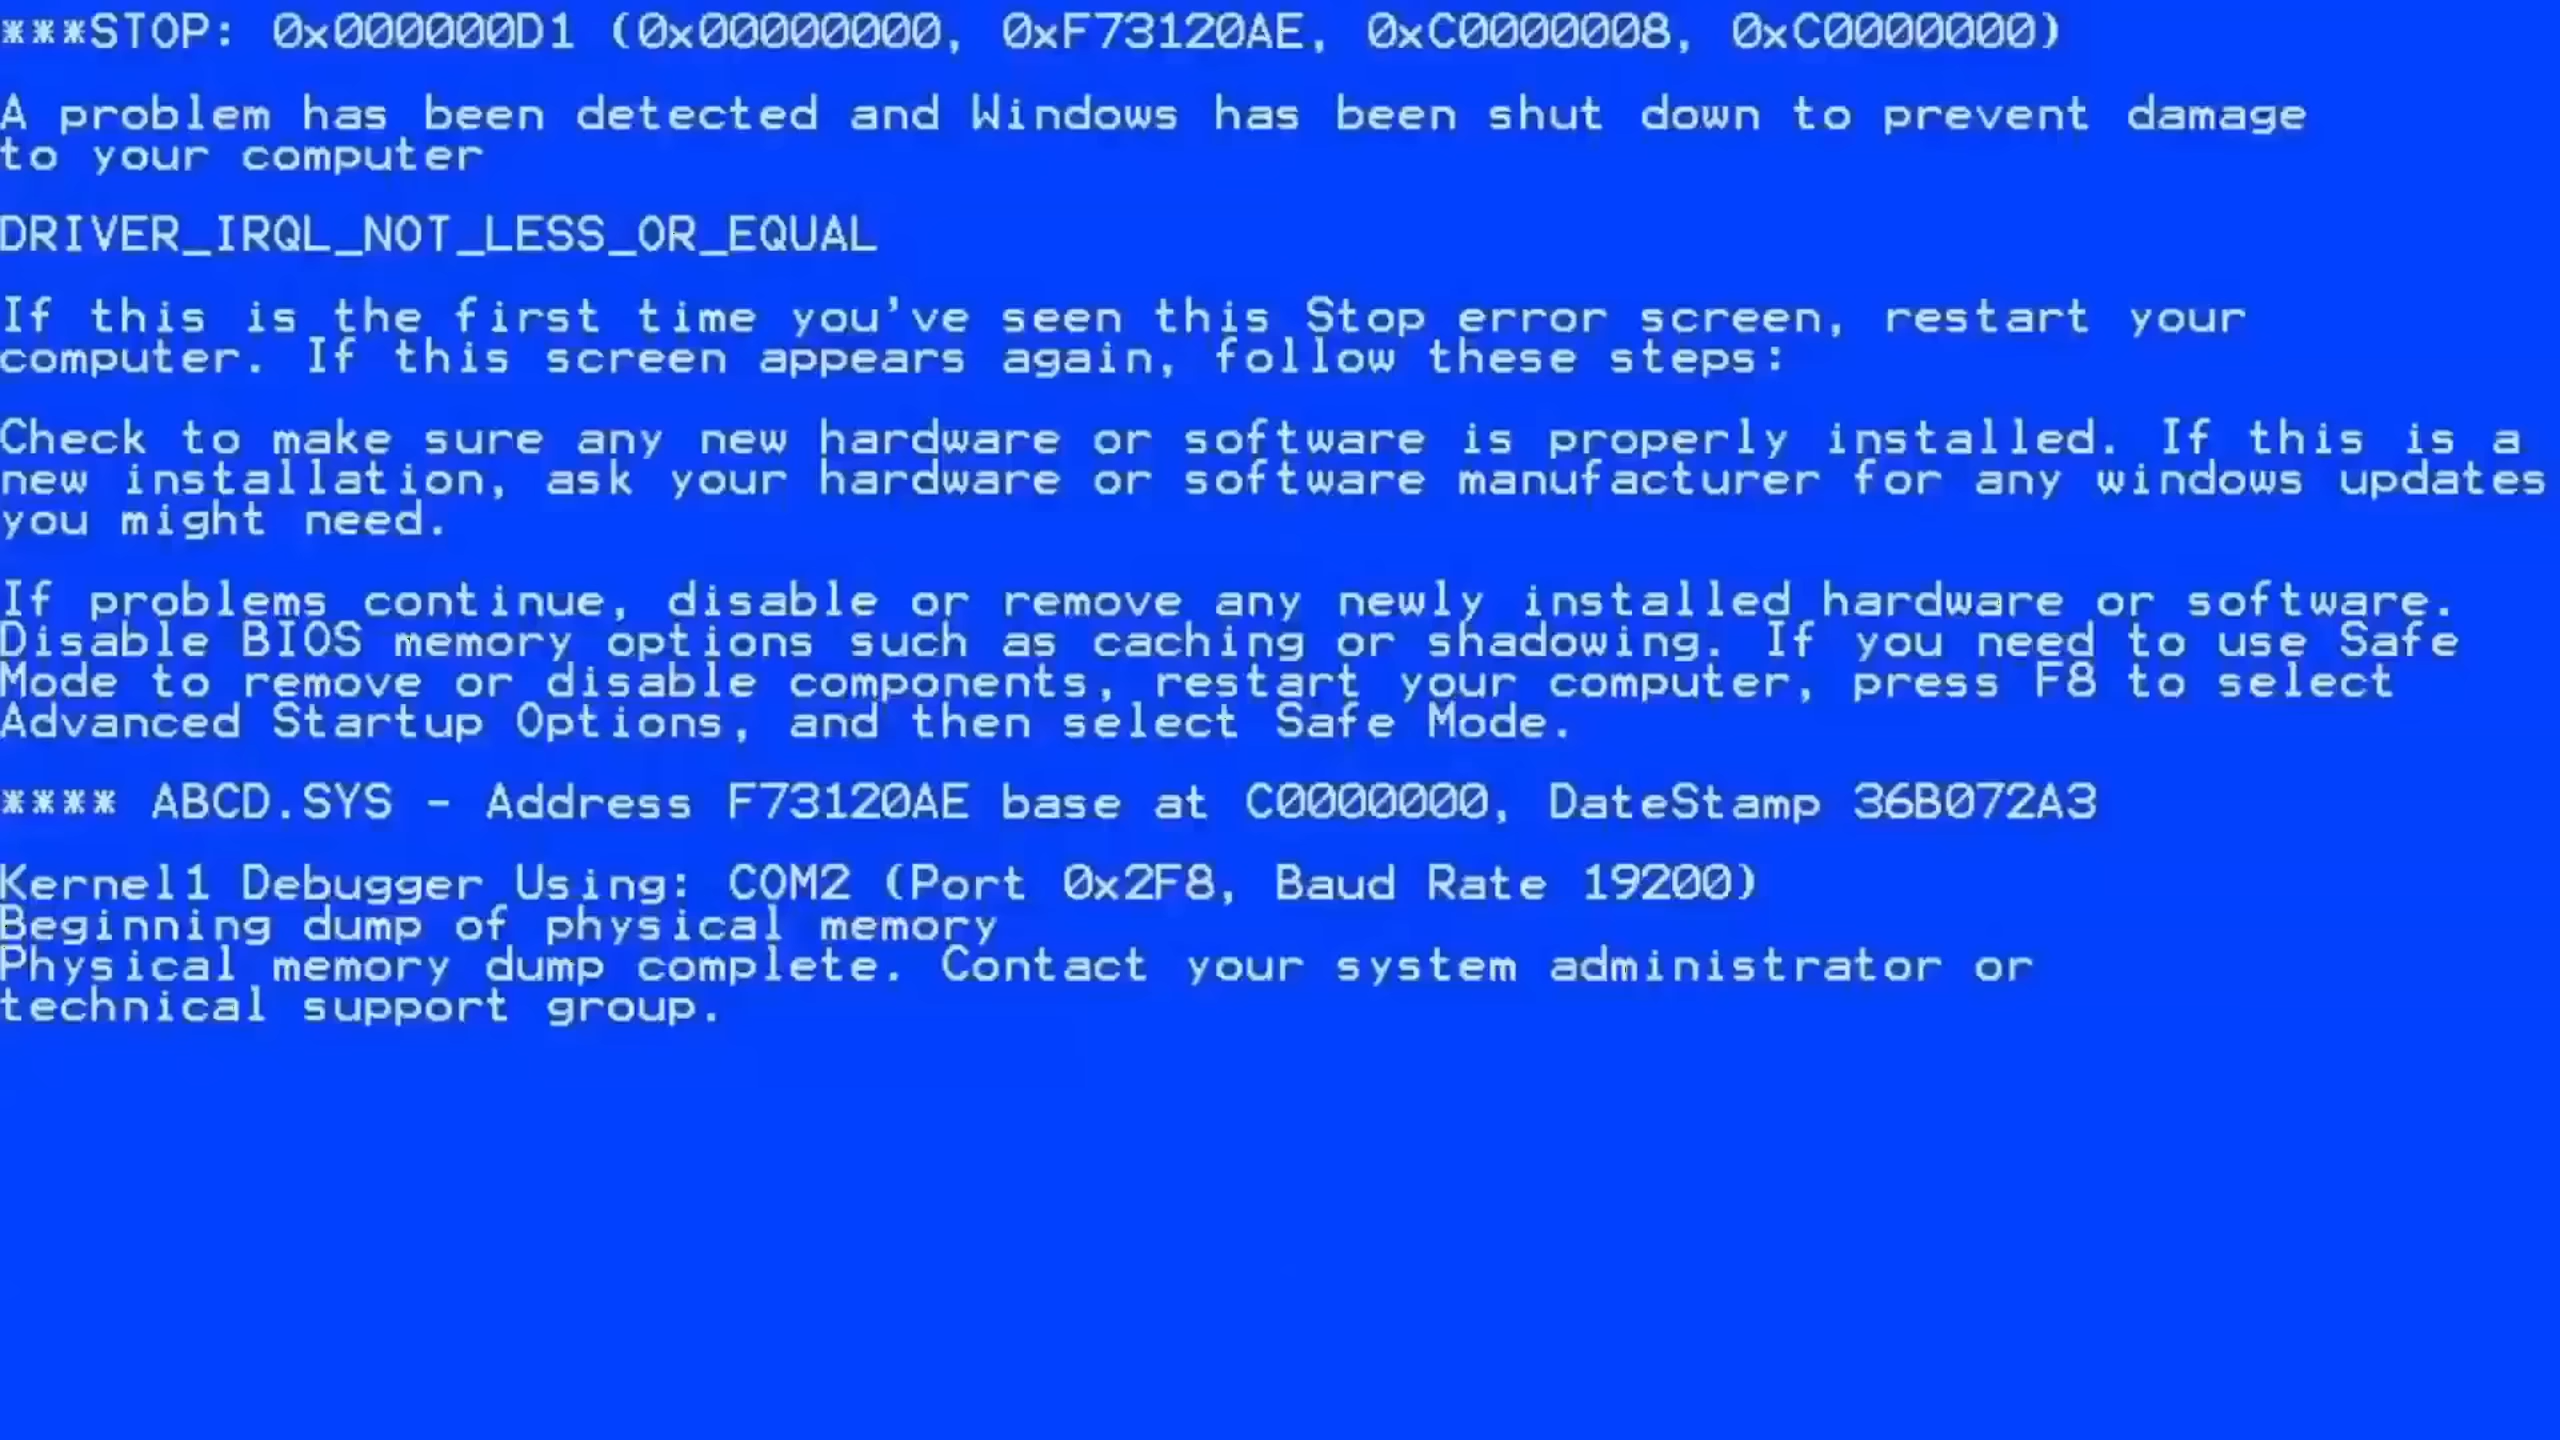 ***STOP: 0x000000D1 (0x00000000, 0xF73120AE, 0xC0000008, 0xC0000000)
A problem has been detected and Windows has been shut down to prevent damage
to your computer
DRIVER_IRQL_NOT_LESS_OR_EQUAL
If this is the first time you've seen this Stop error screen, restart your
computer. If this screen appears again, follow these steps:
Check to make sure any new hardware or software is properly installed. If this is a
new installation, ask your hardware or software manufacturer for any windows updates
you might need.
If problems continue, disable or remove any newly installed hardware or software.
Disable BIOS memory options such as caching or shadowing. If you need to use Safe
Mode to remove or disable components, restart your computer, press F8 to select
Advanced Startup Options, and then select Safe Mode.
**** ABCD.SYS - Address F73120AE base at C0000000, DateStamp 36B072A3
Kernel1 Debugger Using: COM2 (Port 0x2F8, Baud Rate 19200)
Beginning dump of physical memory
Physical memory dump complete. Contact your system administrator or
technical support group.